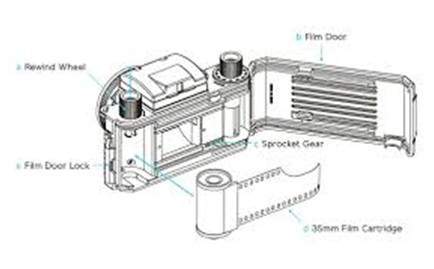 b Film Door
a Rewind Wheel
c Sprocket Gear
e Film Door Lock
d 35mm Film Cartridge